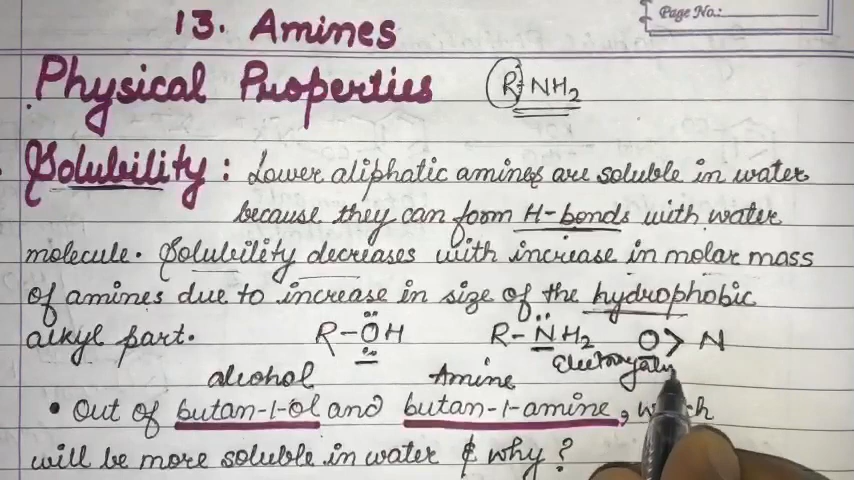 Page No.:
13. Amines
Physical Properties R-NH2
Solubility: Lower aliphatic amines are soluble in water
because they can form H-bonds with water
molecule. Solubility decreases with increase in molar mass
of amines due to increase in size of the hydrophobic
alkyl part. R-OH R-NH2 O > N
alcohol Amine
• Out of butan-1-ol and butan-1-amine,
will be more soluble in water & why?